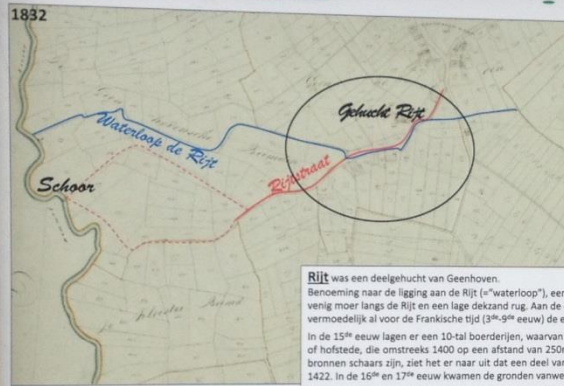 1832
Gehucht Rijt
Waterloop de Rijt
Rijtstraat
Schoor
Rijt was een deelgehucht van Geenhoven.
Benoeming naar de ligging aan de Rijt (="waterloop"), een
venig moer langs de Rijt en een lage dekzand rug. Aan de
vermoedelijk al voor de Frankische tijd (3de-9de eeuw) de e
In de 15de eeuw lagen er een 10-tal boerderijen, waarvan
of hofstede, die omstreeks 1400 op een afstand van 250m
bronnen schaars zijn, ziet het er naar uit dat een deel van
1422. In de 16de en 17de eeuw kwamen de gronden vanwe